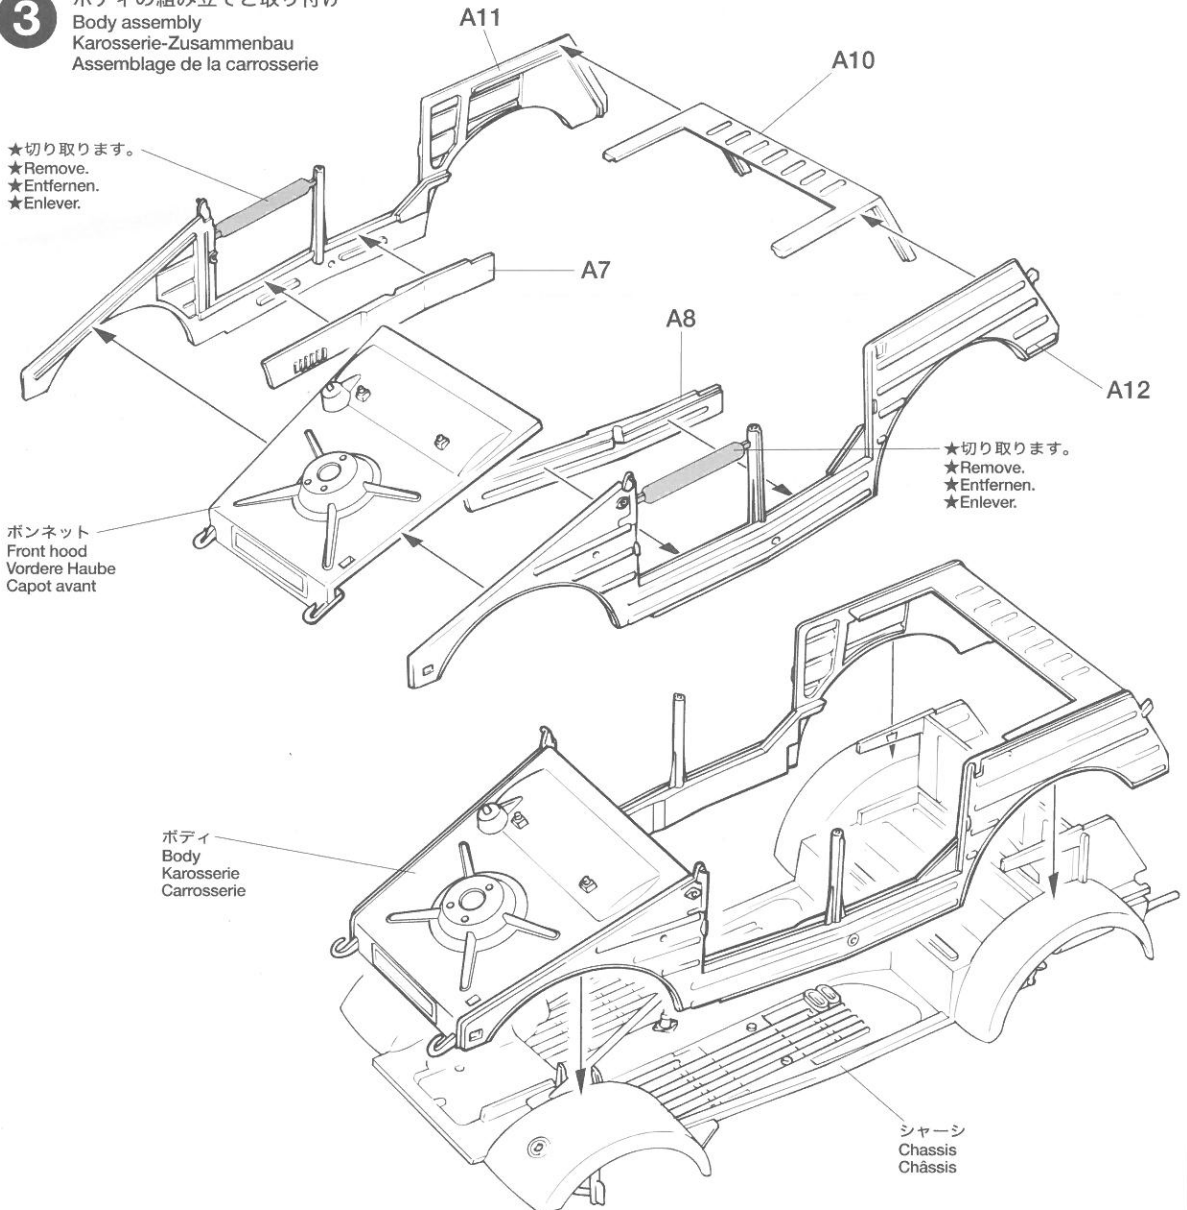 3
ボディの組み立てと取り付け
Body assembly
Karosserie-Zusammenbau
Assemblage de la carrosserie
A11
A10
★切り取ります。
★Remove.
★Entfernen.
★Enlever.
A7
A8
A12
★切り取ります。
★Remove.
★Entfernen.
★Enlever.
ボンネット
Front hood
Vordere Haube
Capot avant
ボディ
Body
Karosserie
Carrosserie
シャーシ
Chassis
Châssis